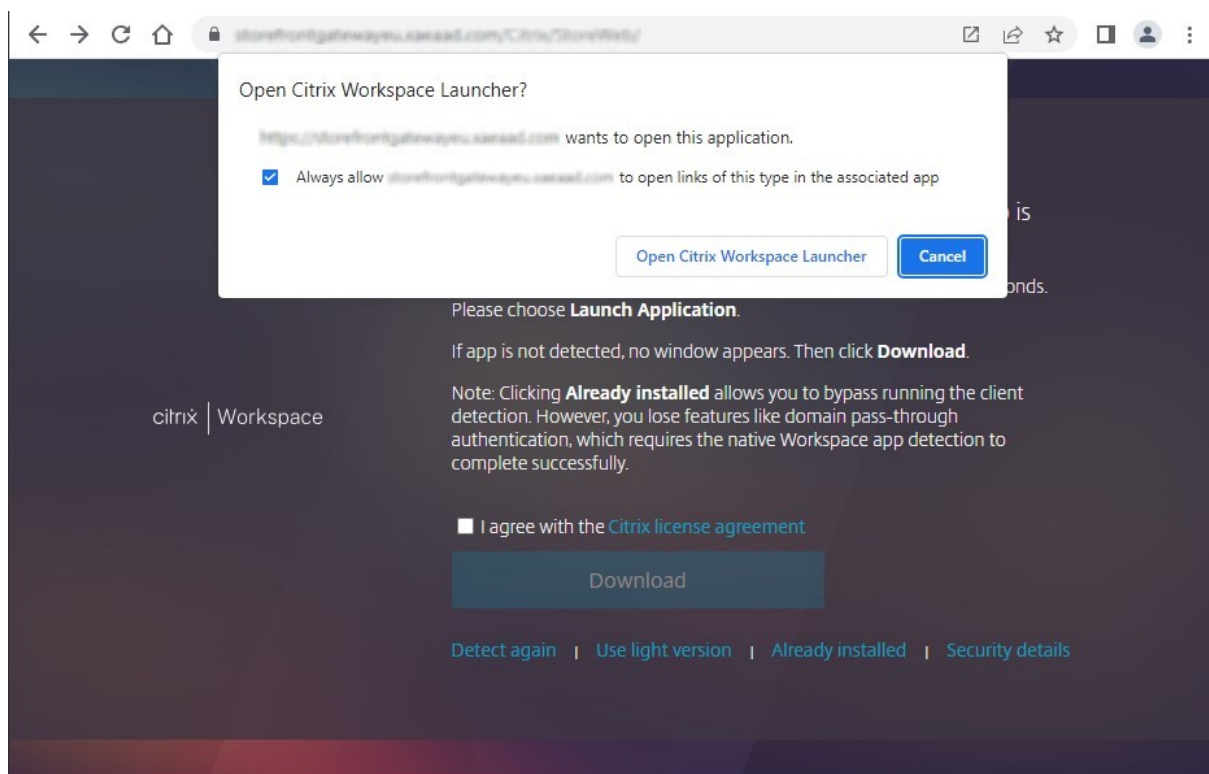 Open Citrix Workspace Launcher?
wants to open this application.
Always allow to open links of this type in the associated app
Open Citrix Workspace Launcher
Cancel
is
onds.
Please choose Launch Application.
If app is not detected, no window appears. Then click Download.
Note: Clicking Already installed allows you to bypass running the client
detection. However, you lose features like domain pass-through
authentication, which requires the native Workspace app detection to
complete successfully.
citrix | Workspace
I agree with the Citrix license agreement
Download
Detect again | Use light version | Already installed | Security details